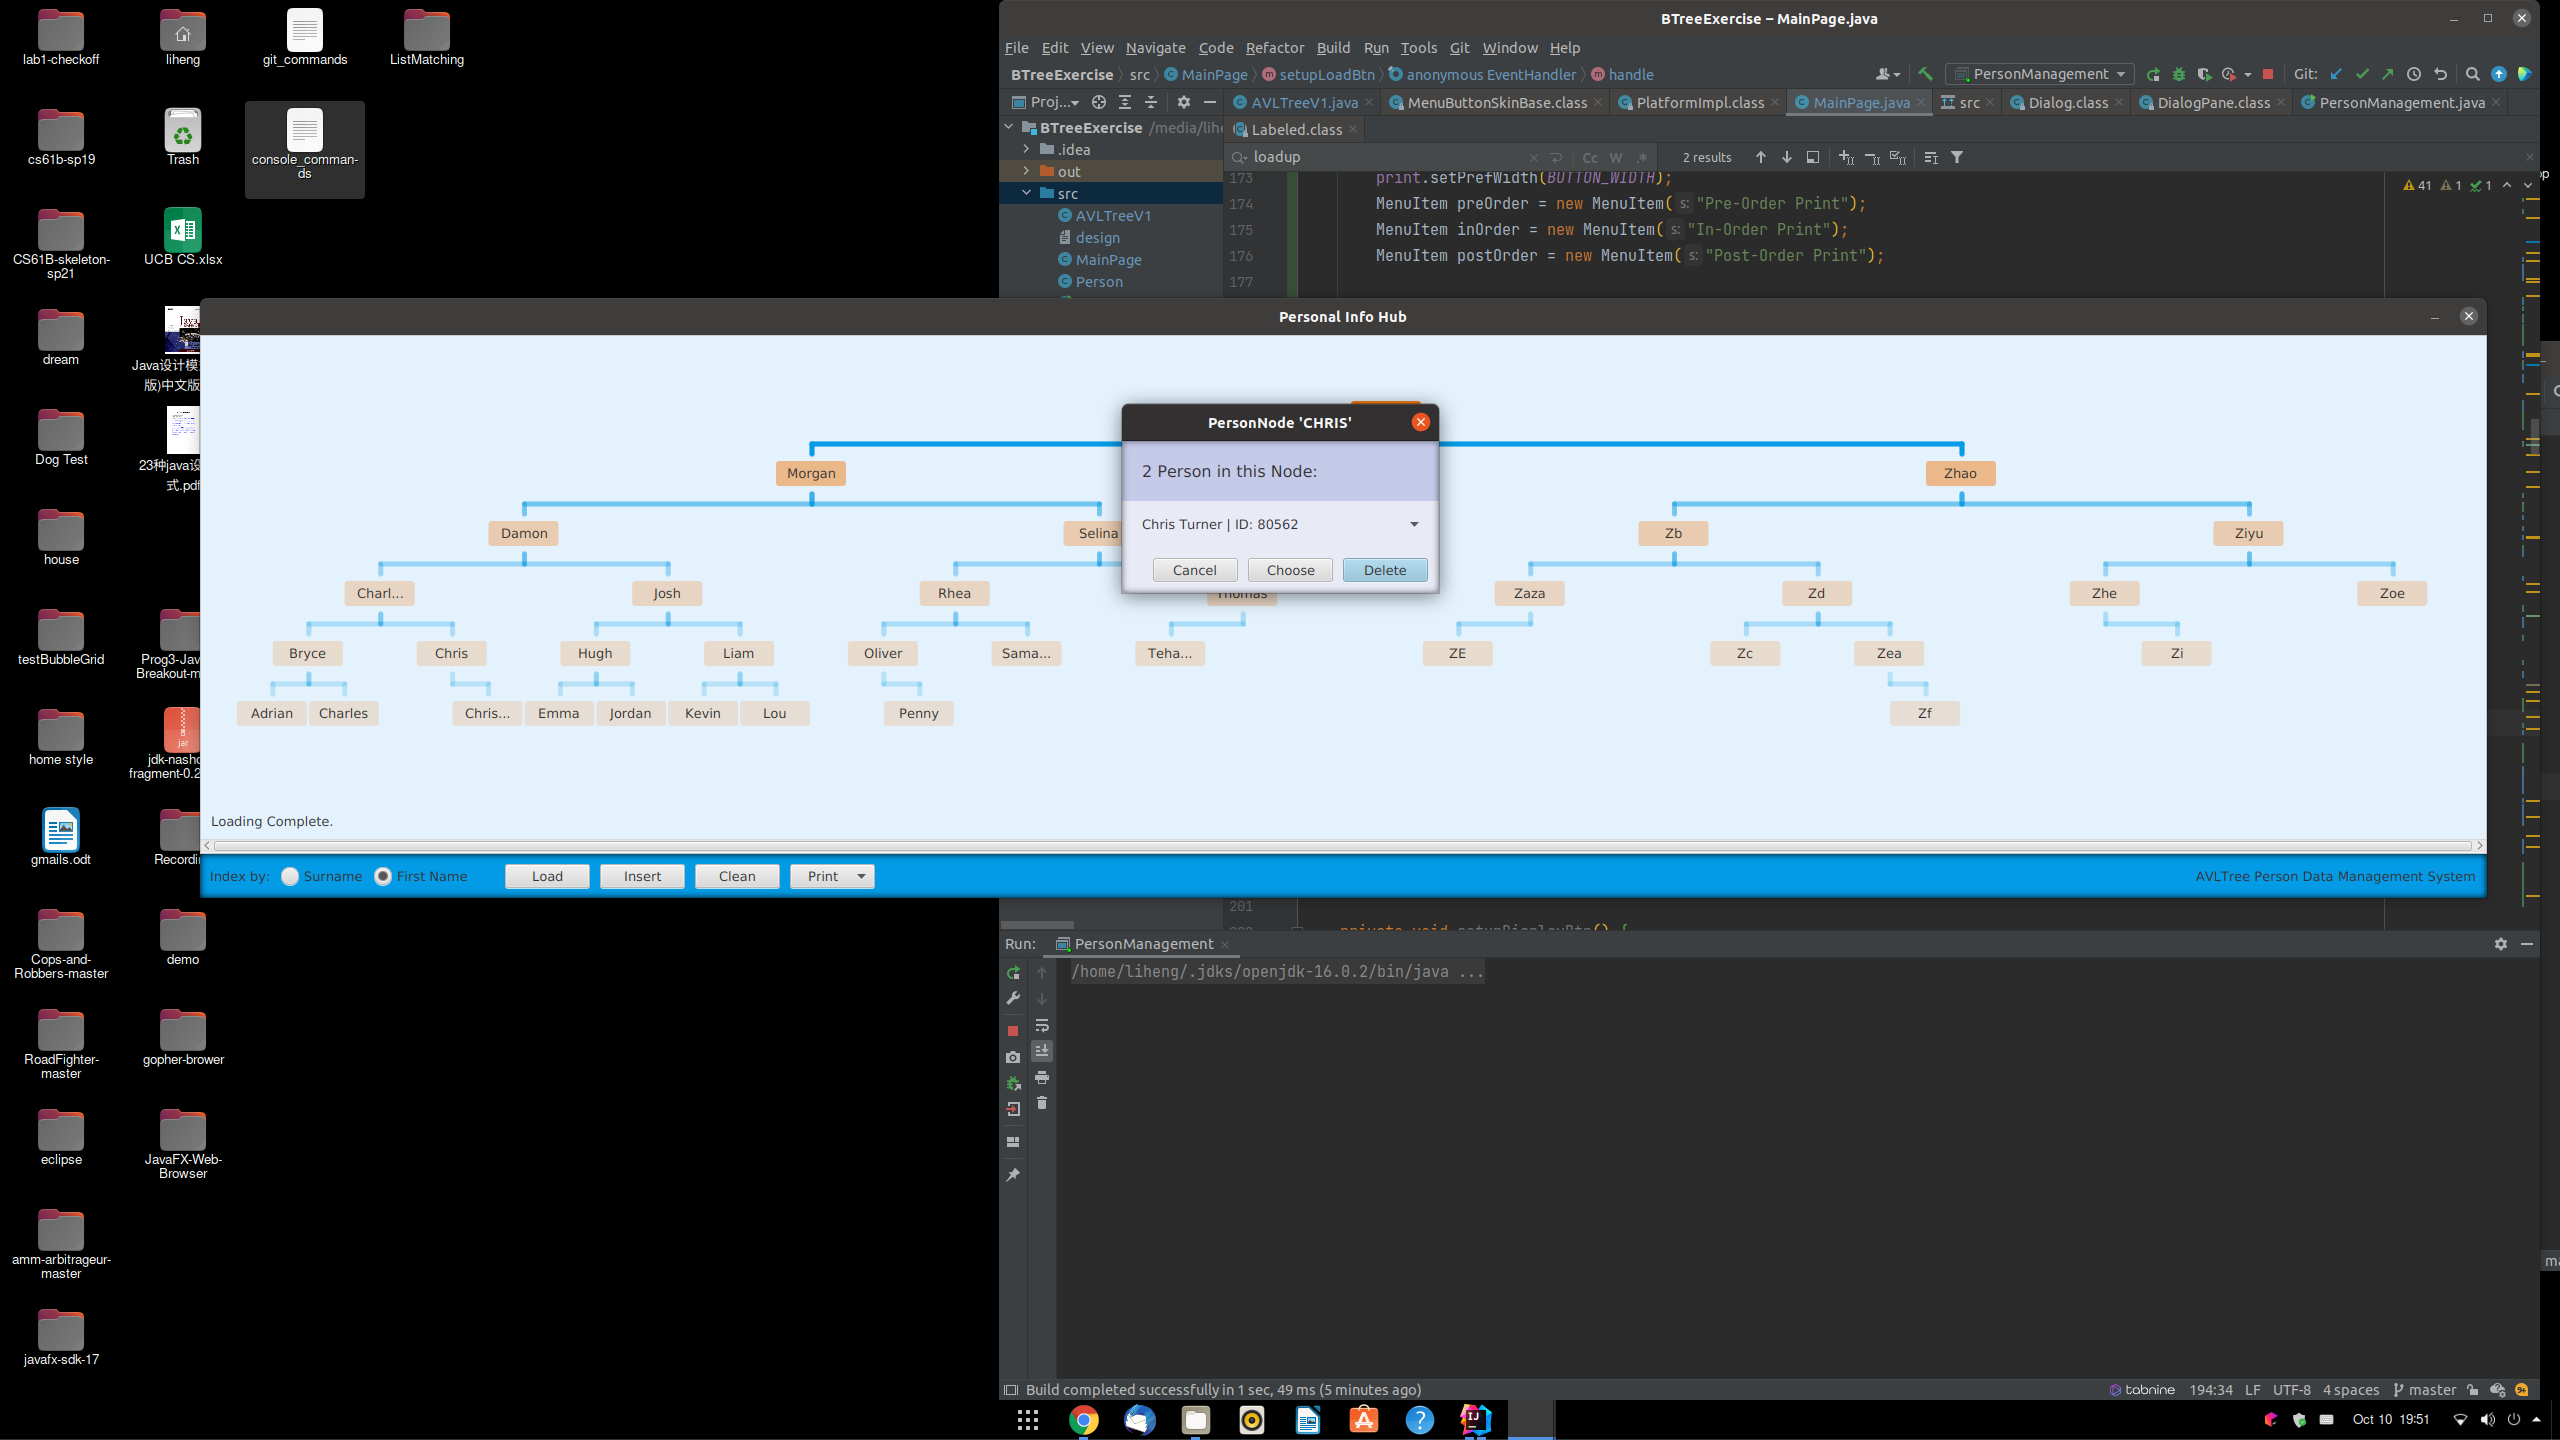 lab1-checkoff
liheng
git_commands
ListMatching
cs61b-sp19
Trash
console_comman-
ds
CS61B-skeleton-
sp21
UCB CS.xlsx
dream
Java设计模
版)中文版
Dog Test
23种java设
式.pdf
house
testBubbleGrid
Prog3-Jav
Breakout-m
home style
jar
jdk-nasho
fragment-0.2
gmails.odt
Recordin
Cops-and-
Robbers-master
demo
RoadFighter-
master
gopher-brower
eclipse
JavaFX-Web-
Browser
amm-arbitrageur-
master
javafx-sdk-17
BTreeExercise – MainPage.java
File Edit View Navigate Code Refactor Build Run Tools Git Window Help
BTreeExercise src MainPage setupLoadBtn anonymous EventHandler handle
PersonManagement
Git:
Proj...
AVLTreeV1.java MenuButtonSkinBase.class PlatformImpl.class MainPage.java src Dialog.class DialogPane.class PersonManagement.java
Labeled.class
BTreeExercise /media/lihe
.idea
out
src
AVLTreeV1
design
MainPage
Person
loadup
Cc W .*
2 results
41 1 1
173 print.setPrefWidth(BUTTON_WIDTH);
174 MenuItem preOrder = new MenuItem( s: "Pre-Order Print");
175 MenuItem inOrder = new MenuItem( s: "In-Order Print");
176 MenuItem postOrder = new MenuItem( s: "Post-Order Print");
177
Personal Info Hub
PersonNode 'CHRIS'
2 Person in this Node:
Chris Turner | ID: 80562
Cancel Choose Delete
Morgan Zhao
Damon Selina Zb Ziyu
Charl... Josh Rhea Thomas Zaza Zd Zhe Zoe
Bryce Chris Hugh Liam Oliver Sama... Teha... ZE Zc Zea Zi
Adrian Charles Chris... Emma Jordan Kevin Lou Penny Zf
Loading Complete.
Index by: Surname First Name Load Insert Clean Print
AVLTree Person Data Management System
201
private void setupDisplayBtn() {
Run: PersonManagement
/home/liheng/.jdks/openjdk-16.0.2/bin/java ...
Build completed successfully in 1 sec, 49 ms (5 minutes ago)
tabnine 194:34 LF UTF-8 4 spaces master
Oct 10 19:51